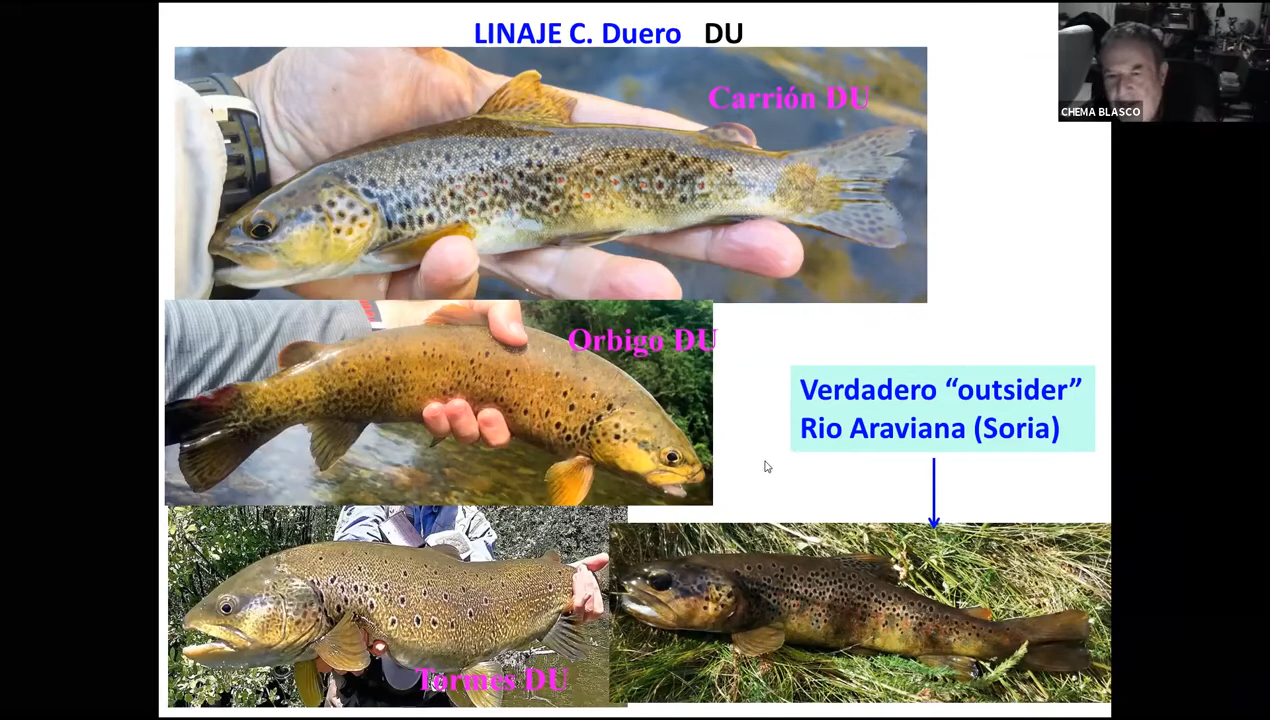 LINAJE C. Duero DU
Carrión DU
CHEMA BLASCO
Orbigo DU
Verdadero “outsider”
Rio Araviana (Soria)
Tormes DU